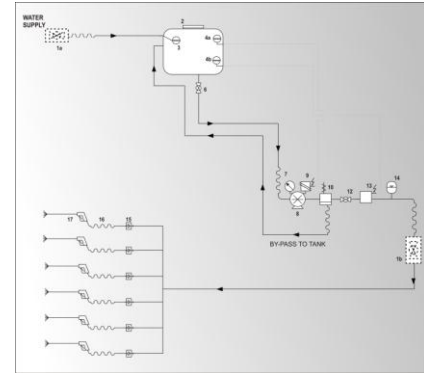 WATER
SUPPLY
1a
2
3
4a
4b
6
7
9
8
10
12
13
14
BY-PASS TO TANK
1b
17
16
15